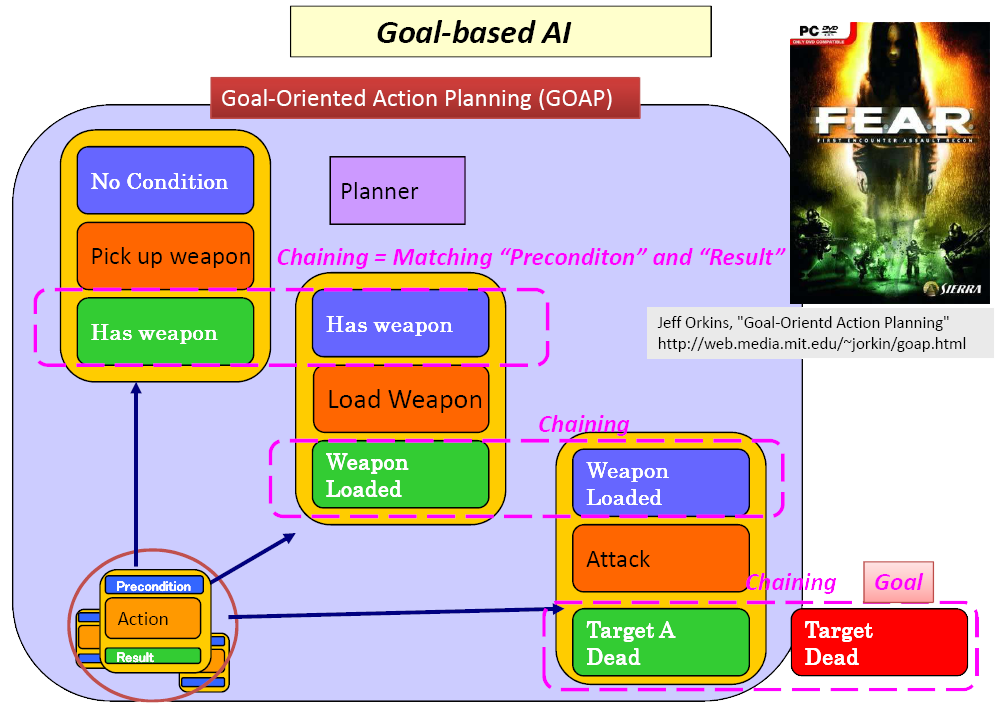 Goal-based AI
PC DVD
ONLY DVD COMPATIBLE
F.E.A.R.
FIRST ENCOUNTER ASSAULT RECON
SIERRA
Goal-Oriented Action Planning (GOAP)
No Condition
Pick up weapon
Has weapon
Planner
Chaining = Matching “Preconditon” and “Result”
Has weapon
Load Weapon
Weapon
Loaded
Jeff Orkins, "Goal-Orientd Action Planning"
http://web.media.mit.edu/~jorkin/goap.html
Chaining
Weapon
Loaded
Attack
Target A
Dead
Chaining
Goal
Target
Dead
Precondition
Action
Result